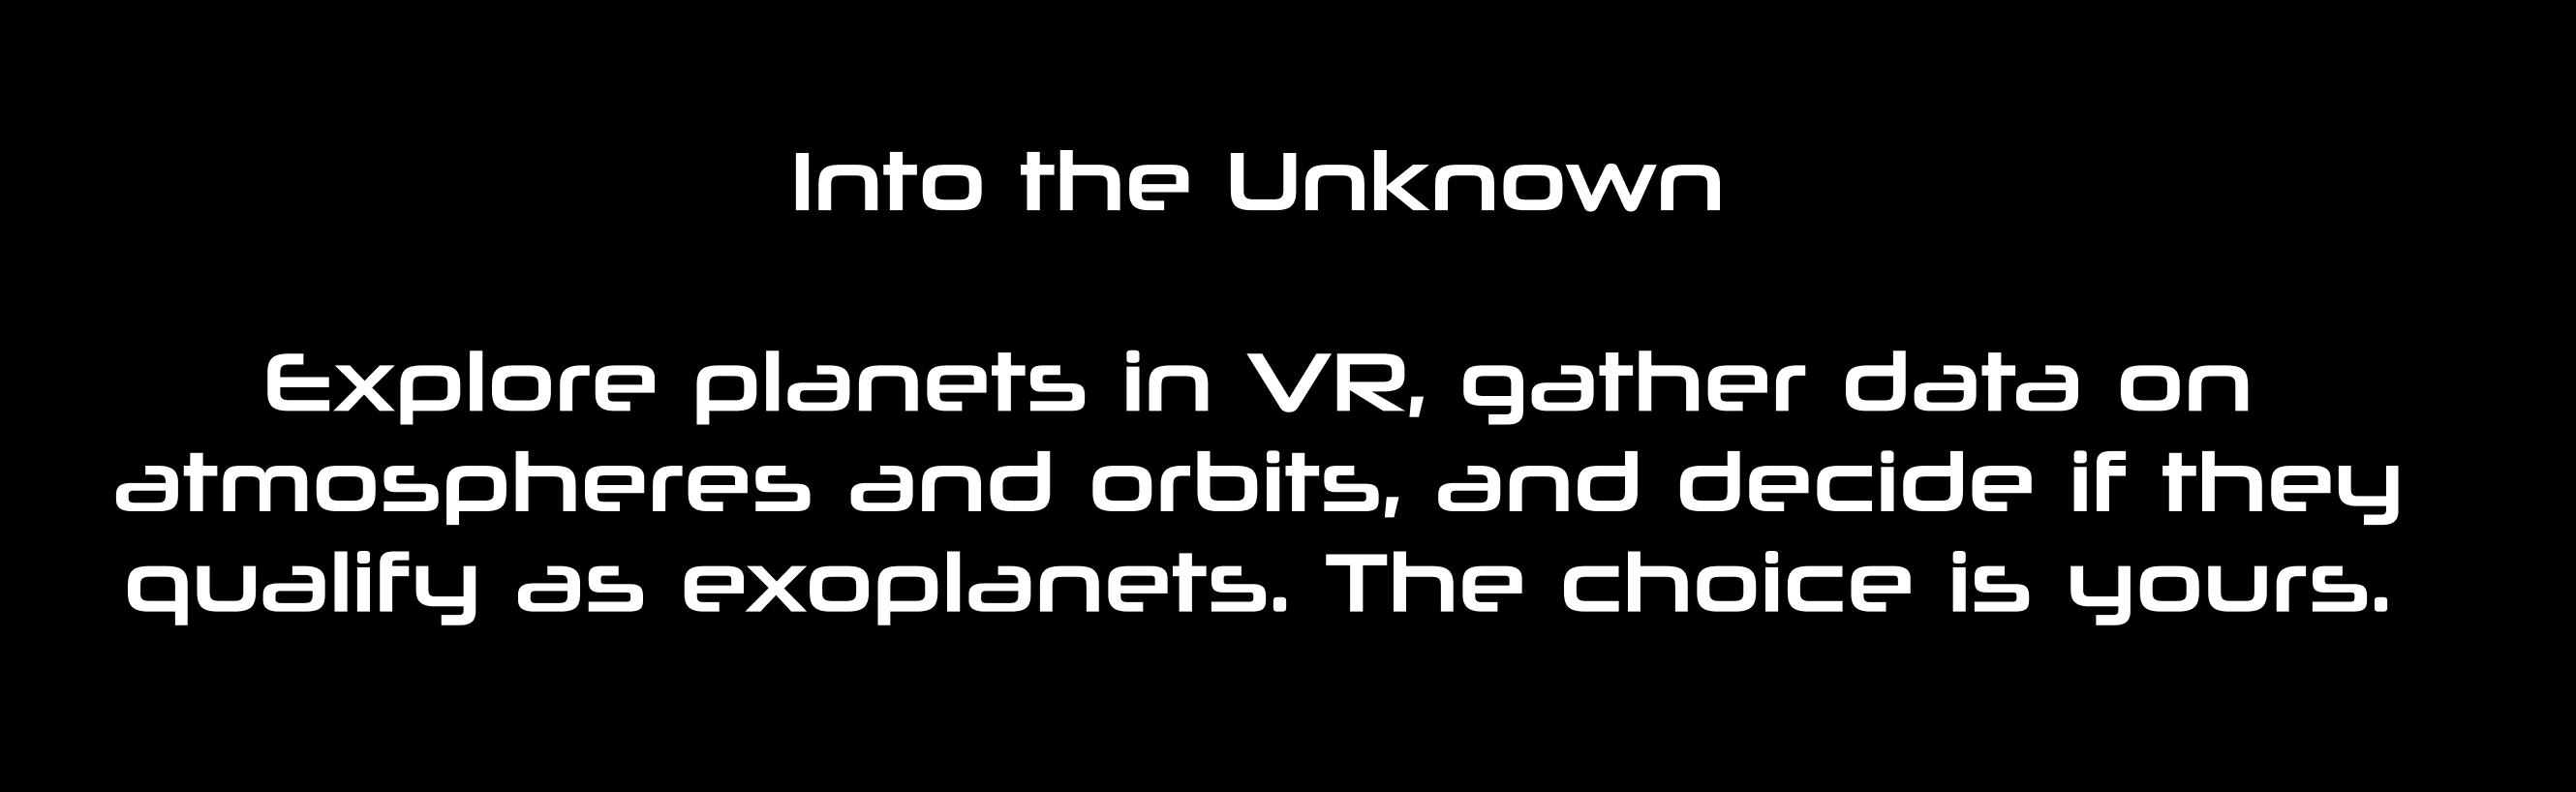 Into the Unknown
Explore planets in VR, gather data on
atmospheres and orbits, and decide if they
qualify as exoplanets. The choice is yours.